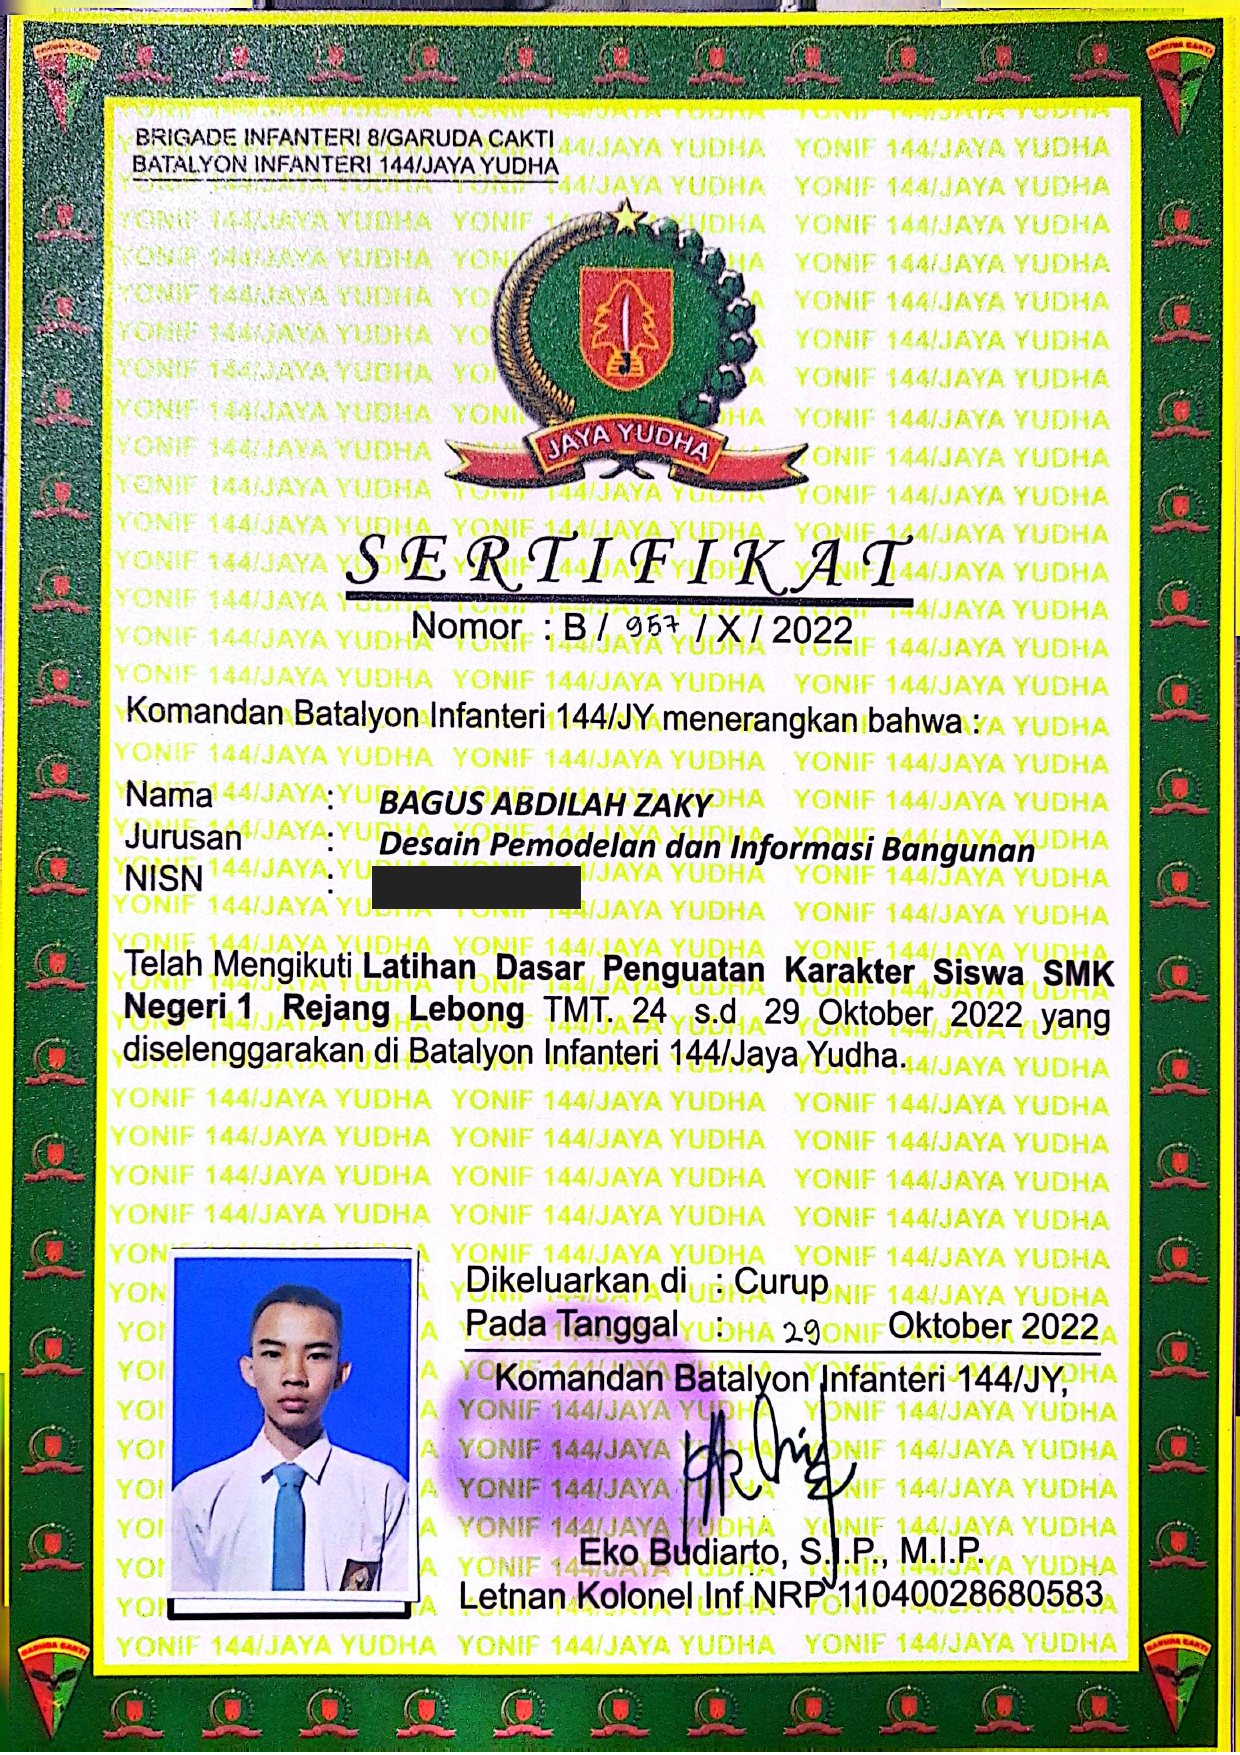 BRIGADE INFANTERI 8/GARUDA CAKTI
BATALYON INFANTERI 144/JAYA YUDHA
JAYA YUDHA
SERTIFIKAT
Nomor : B / 957 / X / 2022
Komandan Batalyon Infanteri 144/JY menerangkan bahwa :
Nama : BAGUS ABDILAH ZAKY
Jurusan : Desain Pemodelan dan Informasi Bangunan
NISN :
Telah Mengikuti Latihan Dasar Penguatan Karakter Siswa SMK
Negeri 1 Rejang Lebong TMT. 24 s.d 29 Oktober 2022 yang
diselenggarakan di Batalyon Infanteri 144/Jaya Yudha.
Dikeluarkan di : Curup
Pada Tanggal : 29 Oktober 2022
Komandan Batalyon Infanteri 144/JY,
Eko Budiarto, S.I.P., M.I.P.
Letnan Kolonel Inf NRP 11040028680583